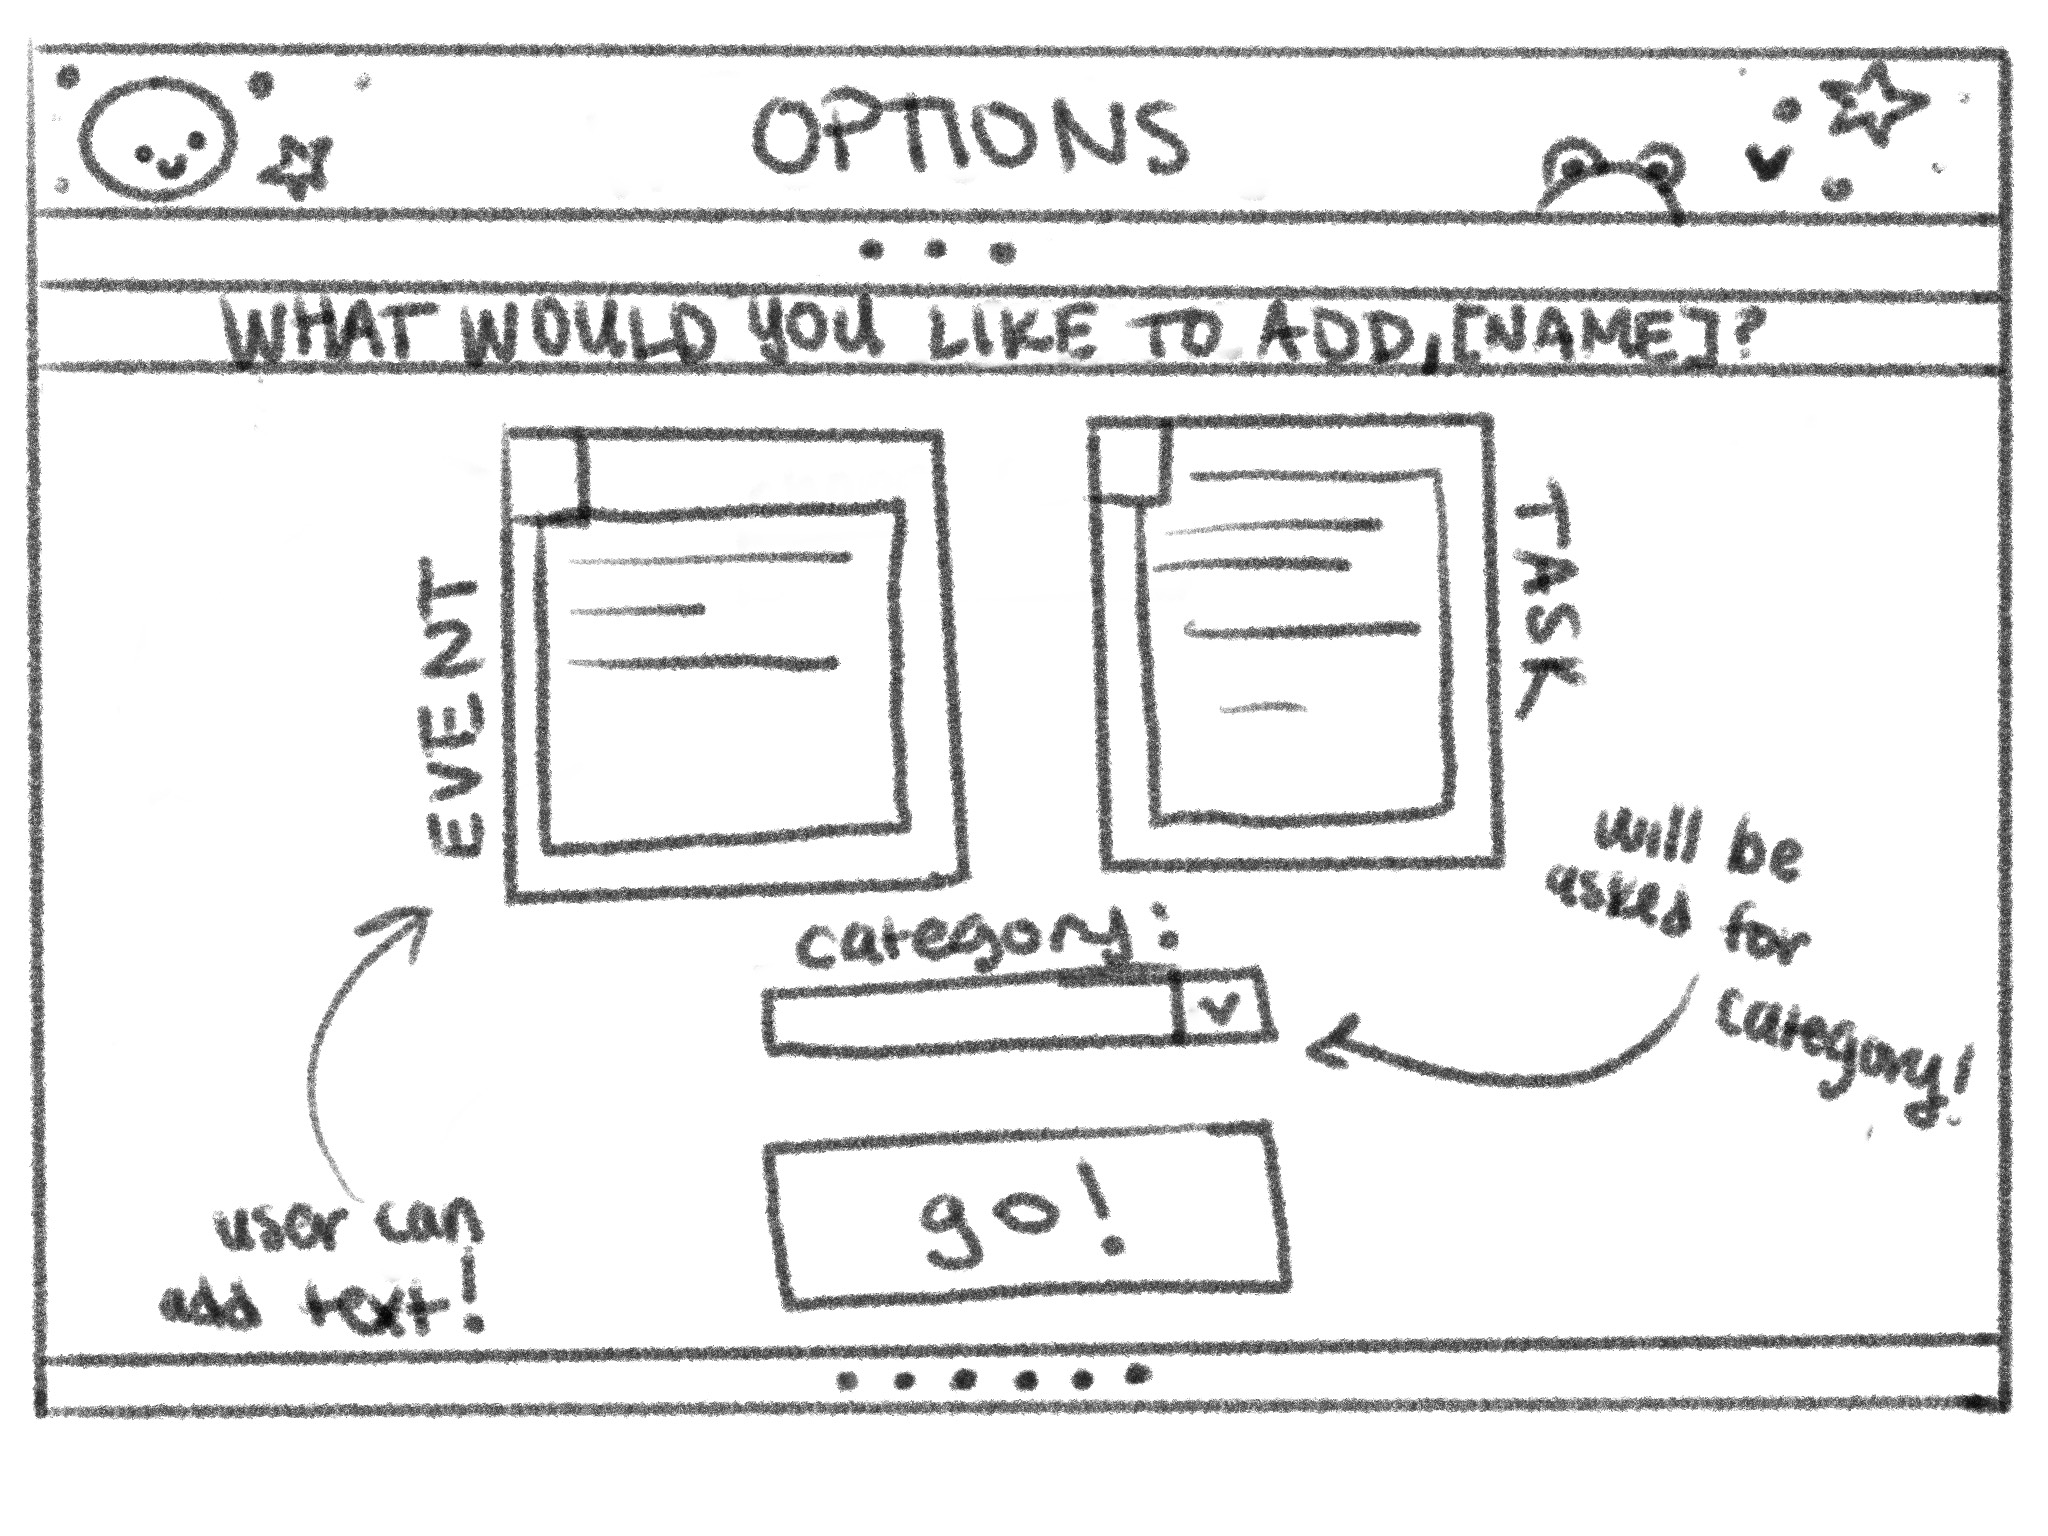 OPTIONS
WHAT WOULD YOU LIKE TO ADD, [NAME]?
EVENT
TASK
will be
asked for
category!
category:
go!
user can
add text!